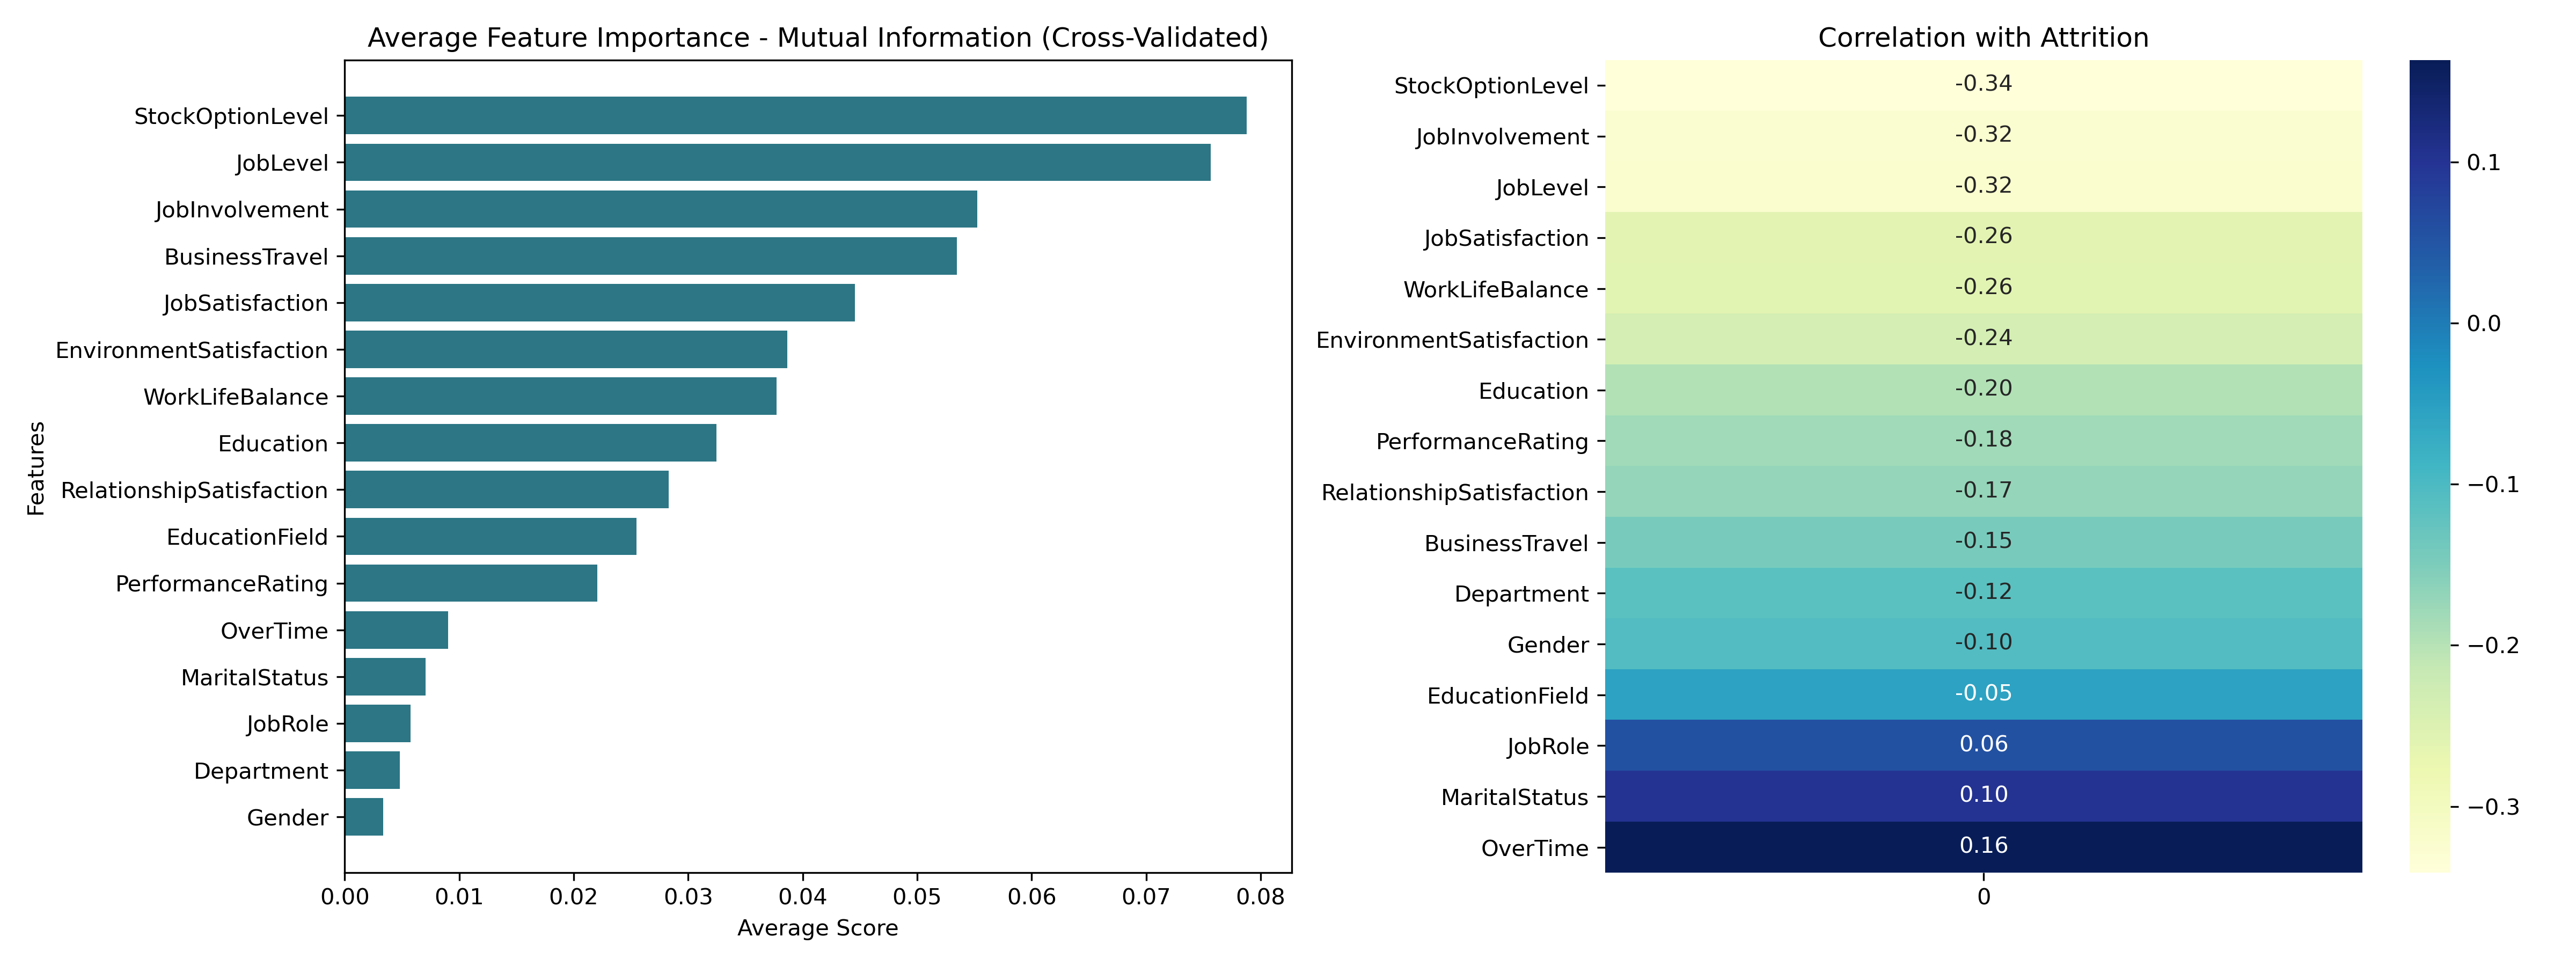 Average Feature Importance - Mutual Information (Cross-Validated)
Features
StockOptionLevel
JobLevel
JobInvolvement
BusinessTravel
JobSatisfaction
EnvironmentSatisfaction
WorkLifeBalance
Education
RelationshipSatisfaction
EducationField
PerformanceRating
OverTime
MaritalStatus
JobRole
Department
Gender
0.00 0.01 0.02 0.03 0.04 0.05 0.06 0.07 0.08
Average Score
Correlation with Attrition
StockOptionLevel -0.34
JobInvolvement -0.32
JobLevel -0.32
JobSatisfaction -0.26
WorkLifeBalance -0.26
EnvironmentSatisfaction -0.24
Education -0.20
PerformanceRating -0.18
RelationshipSatisfaction -0.17
BusinessTravel -0.15
Department -0.12
Gender -0.10
EducationField -0.05
JobRole 0.06
MaritalStatus 0.10
OverTime 0.16
0
0.1
0.0
−0.1
−0.2
−0.3